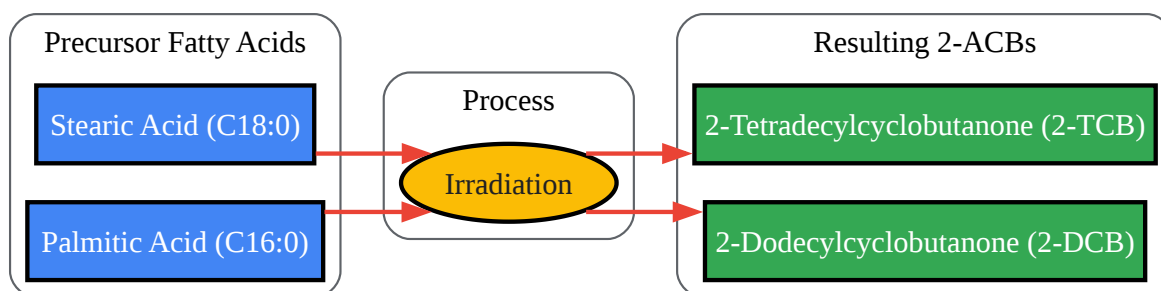 Precursor Fatty Acids
Stearic Acid (C18:0)
Palmitic Acid (C16:0)
Process
Irradiation
Resulting 2-ACBs
2-Tetradecylcyclobutanone (2-TCB)
2-Dodecylcyclobutanone (2-DCB)